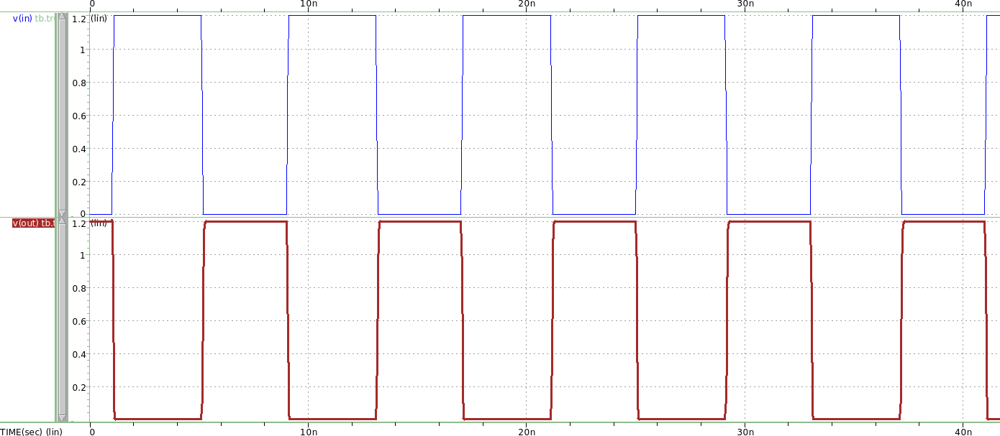 0 10n 20n 30n 40n
v(in) tb.tr
1.2 (lin)
1
0.8
0.6
0.4
0.2
0
v(out) tb.
1.2 (lin)
1
0.8
0.6
0.4
0.2
TIME(sec) (lin) 0 10n 20n 30n 40n